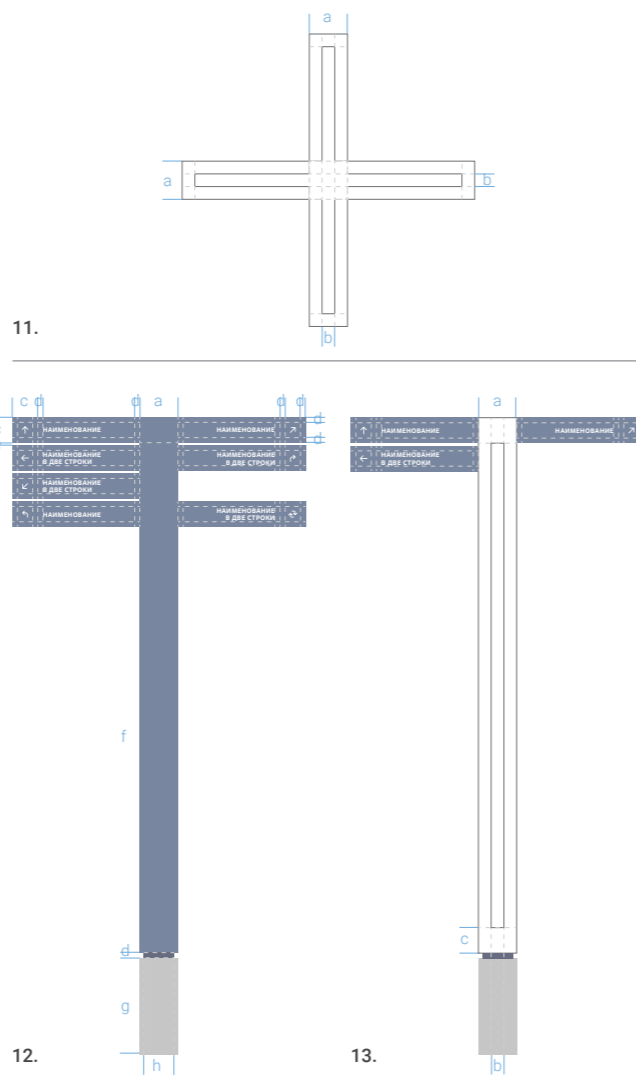 a
a
b
b
11.
c d d a d d
d
d
НАИМЕНОВАНИЕ
НАИМЕНОВАНИЕ
НАИМЕНОВАНИЕ
В ДВЕ СТРОКИ
НАИМЕНОВАНИЕ
В ДВЕ СТРОКИ
НАИМЕНОВАНИЕ
В ДВЕ СТРОКИ
НАИМЕНОВАНИЕ
НАИМЕНОВАНИЕ
В ДВЕ СТРОКИ
f
d
g
h
12.
a
НАИМЕНОВАНИЕ
НАИМЕНОВАНИЕ
НАИМЕНОВАНИЕ
В ДВЕ СТРОКИ
c
b
13.